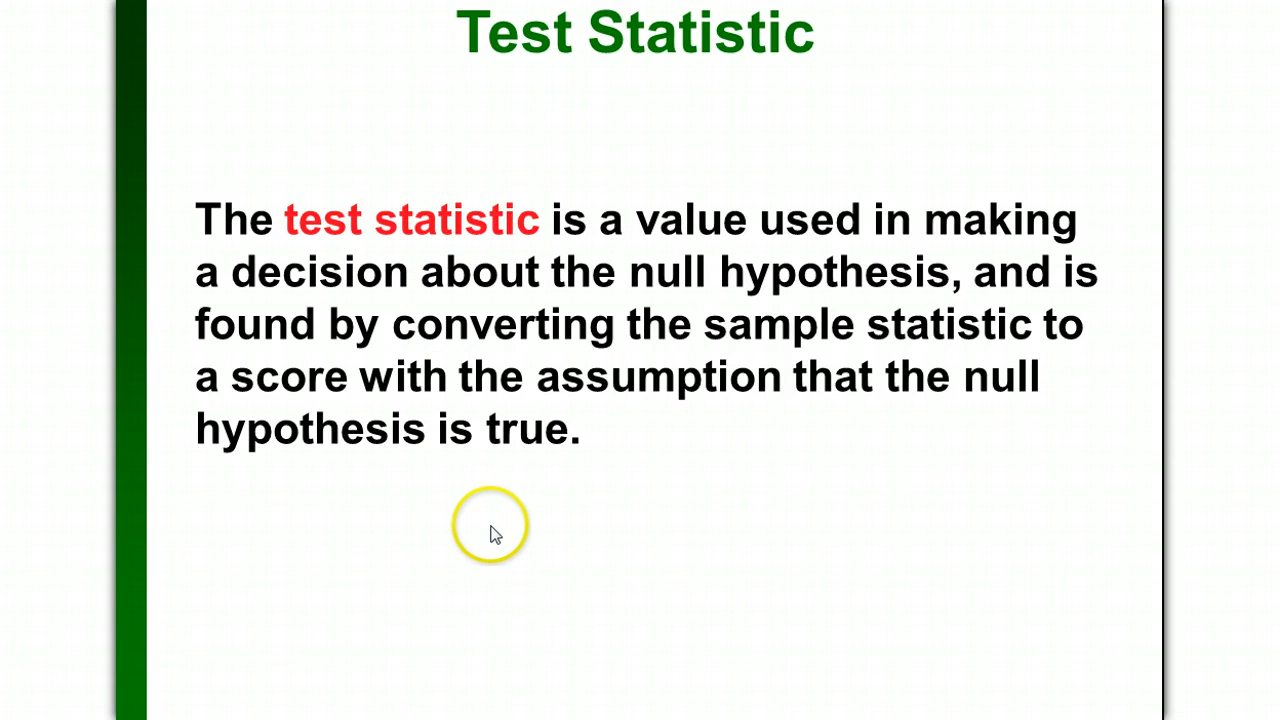 Test Statistic
The test statistic is a value used in making
a decision about the null hypothesis, and is
found by converting the sample statistic to
a score with the assumption that the null
hypothesis is true.